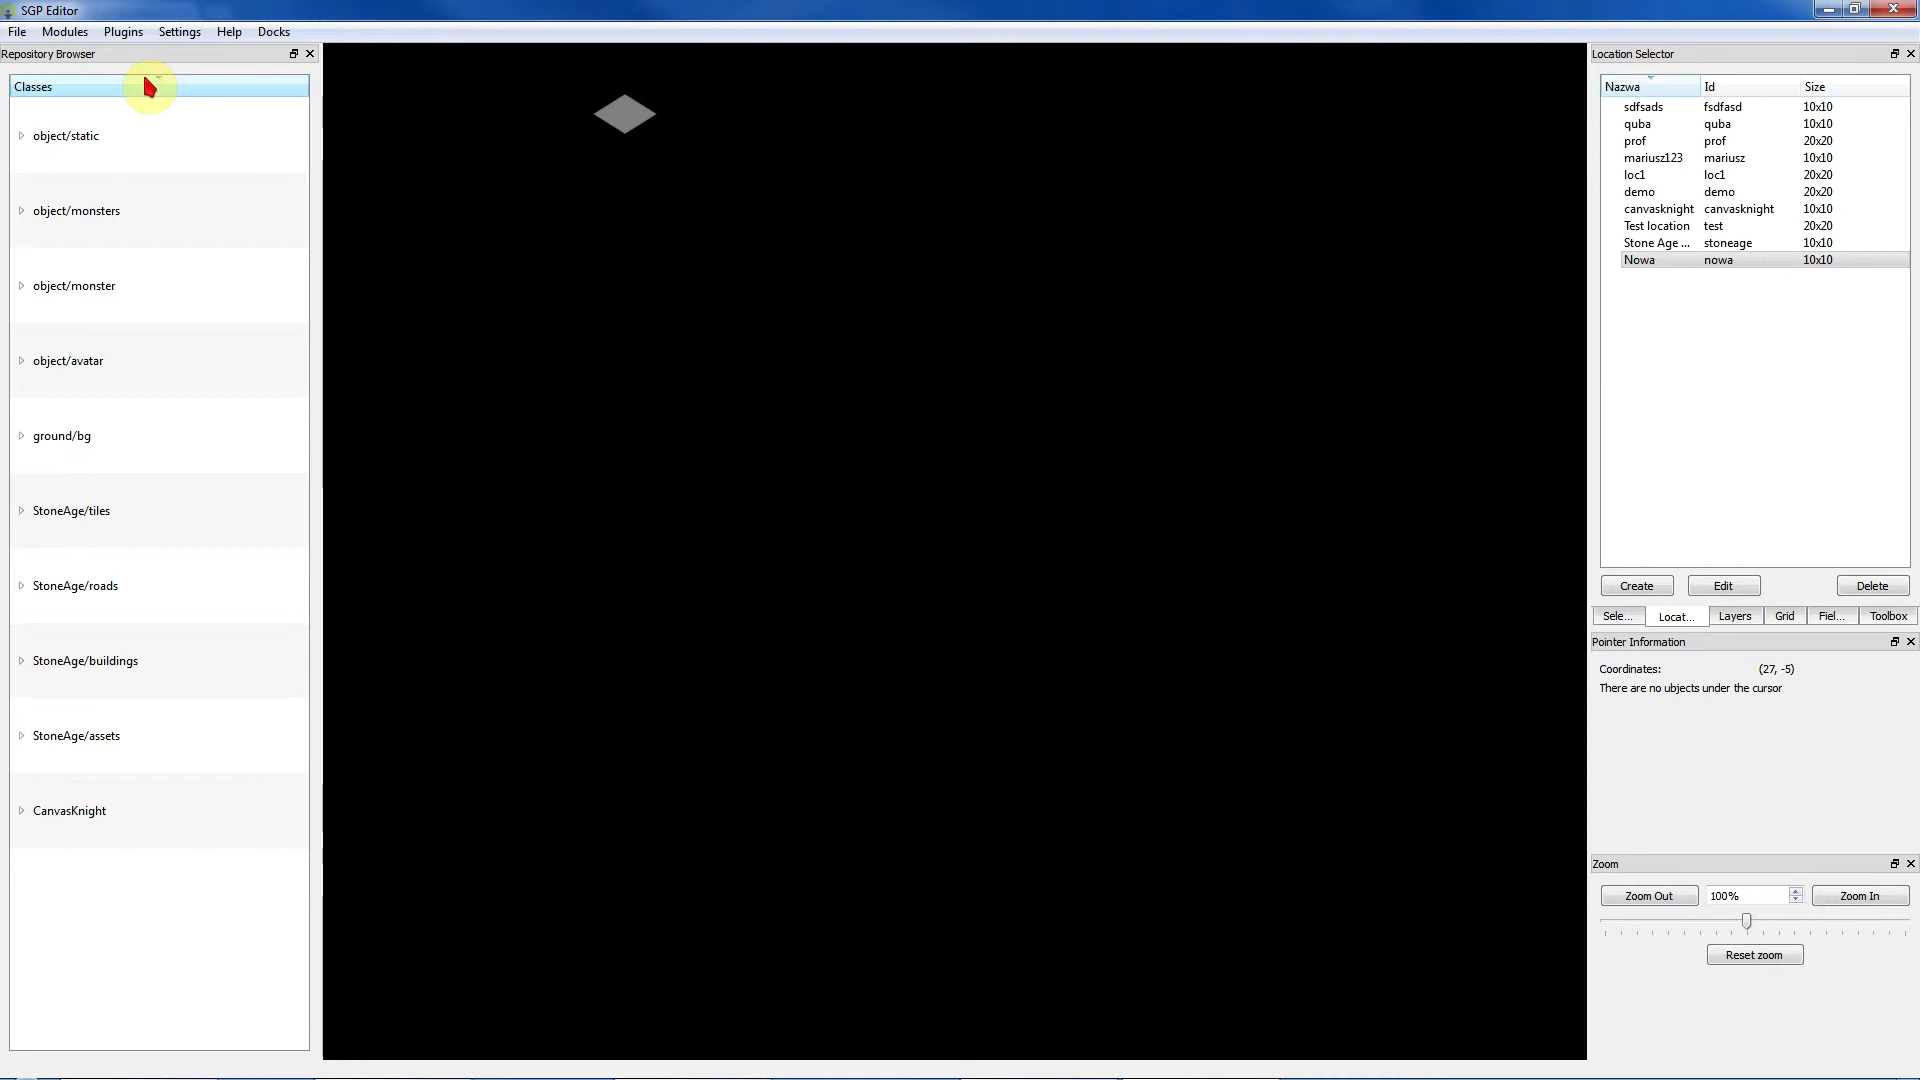 SGP Editor
File Modules Plugins Settings Help Docks
Repository Browser
Classes
object/static
object/monsters
object/monster
object/avatar
ground/bg
StoneAge/tiles
StoneAge/roads
StoneAge/buildings
StoneAge/assets
CanvasKnight
Location Selector
Nazwa Id Size
sdfsads fsdfasd 10x10
quba quba 10x10
prof prof 20x20
mariusz123 mariusz 10x10
loc1 loc1 20x20
demo demo 20x20
canvasknight canvasknight 10x10
Test location test 20x20
Stone Age ... stoneage 10x10
Nowa nowa 10x10
Create Edit Delete
Sele... Locat... Layers Grid Fiel... Toolbox
Pointer Information
Coordinates: (27, -5)
There are no ubjects under the cursor
Zoom
Zoom Out 100% Zoom In
Reset zoom